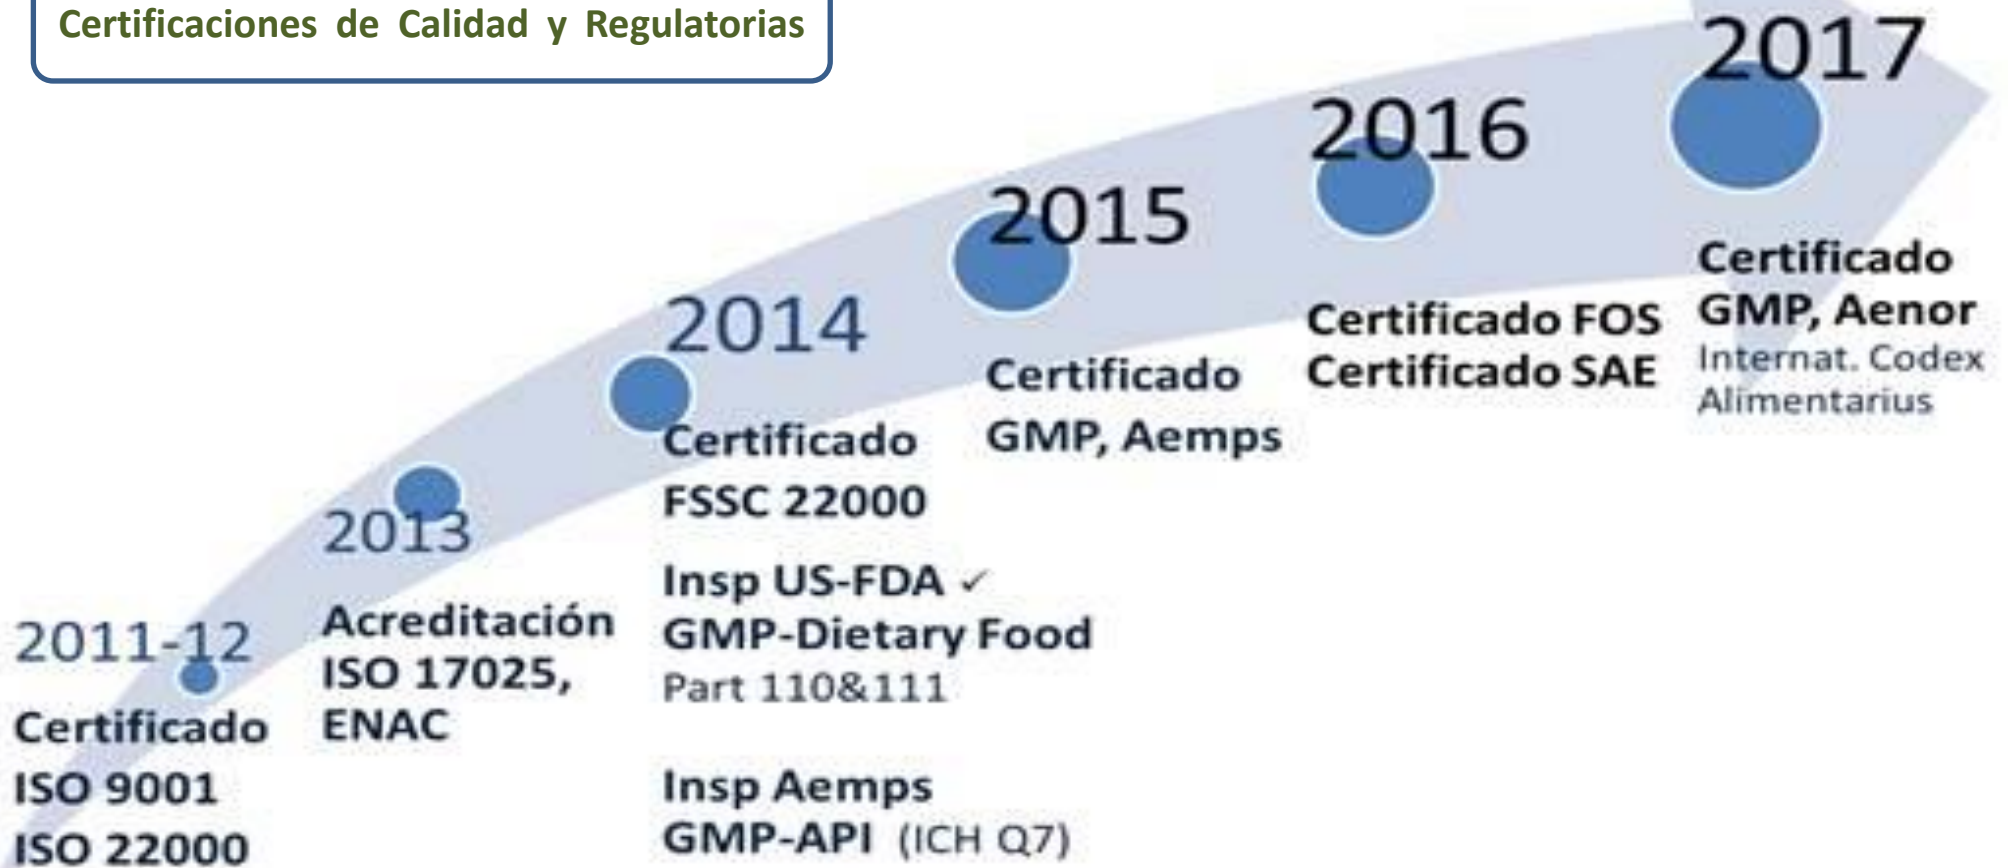 Certificaciones de Calidad y Regulatorias
2011-12
Certificado
ISO 9001
ISO 22000
2013
Acreditación
ISO 17025,
ENAC
2014
Certificado
FSSC 22000
Insp US-FDA ✓
GMP-Dietary Food
Part 110&111
Insp Aemps
GMP-API (ICH Q7)
2015
Certificado
GMP, Aemps
2016
Certificado FOS
Certificado SAE
2017
Certificado
GMP, Aenor
Internat. Codex
Alimentarius